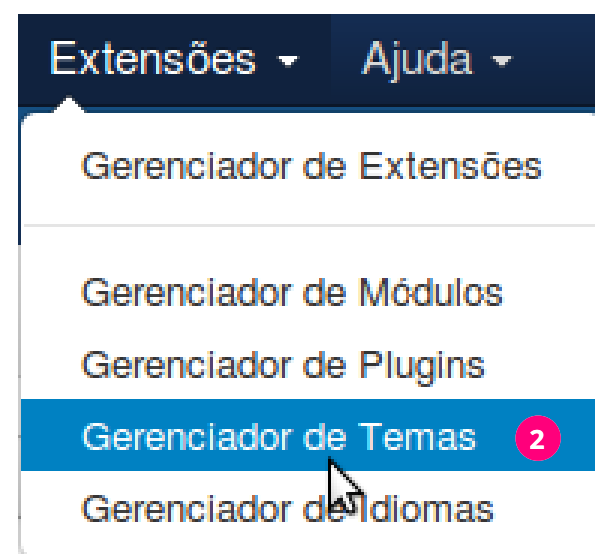 Extensões Ajuda
Gerenciador de Extensões
Gerenciador de Módulos
Gerenciador de Plugins
Gerenciador de Temas 2
Gerenciador de Idiomas